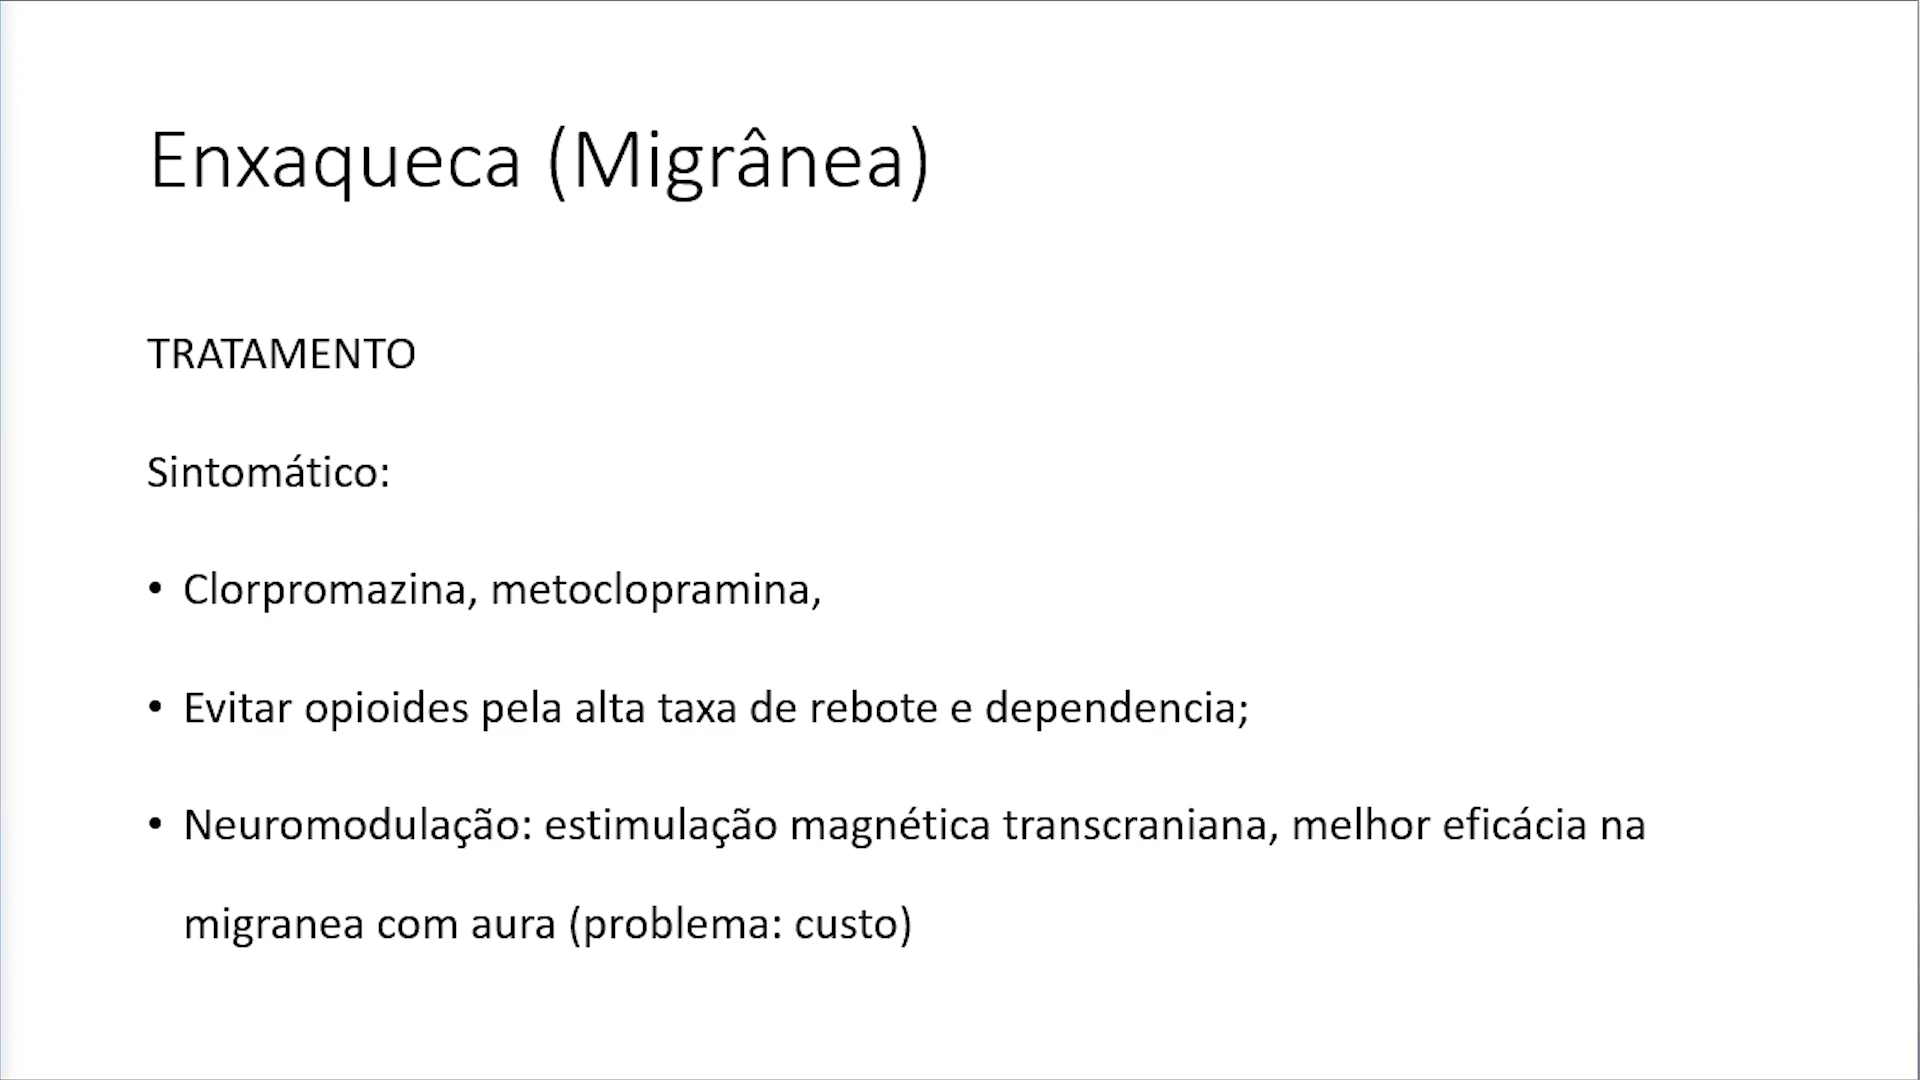 Enxaqueca (Migrânea)
TRATAMENTO
Sintomático:
• Clorpromazina, metoclopramina,
• Evitar opioides pela alta taxa de rebote e dependencia;
• Neuromodulação: estimulação magnética transcraniana, melhor eficácia na
migranea com aura (problema: custo)